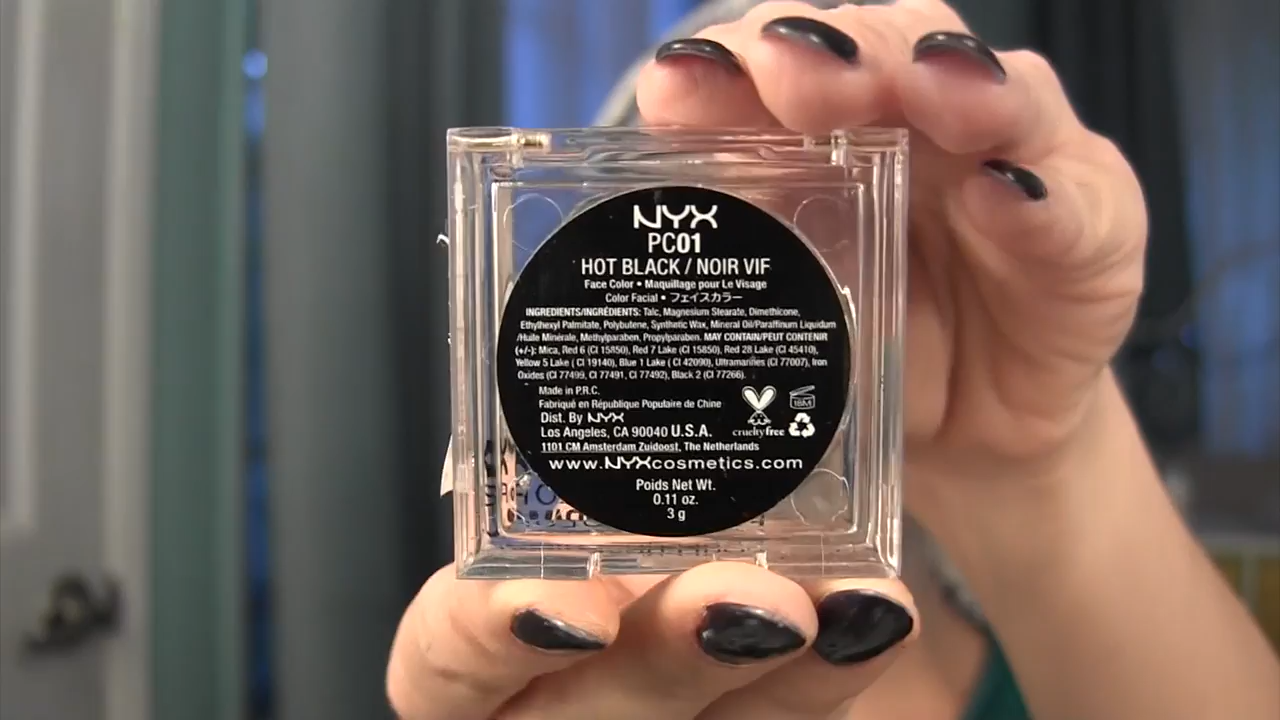 NYX
PC01
HOT BLACK / NOIR VIF
Face Color • Maquillage pour Le Visage
Color Facial • フェイスカラー
INGREDIENTS/INGRÉDIENTS: Talc, Magnesium Stearate, Dimethicone,
Ethylhexyl Palmitate, Polybutene, Synthetic Wax, Mineral Oil/Paraffinum Liquidum
/Huile Minérale, Methylparaben, Propylparaben. MAY CONTAIN/PEUT CONTENIR
(+/-): Mica, Red 6 (CI 15850), Red 7 Lake (CI 15850), Red 28 Lake (CI 45410),
Yellow 5 Lake ( CI 19140), Blue 1 Lake ( CI 42090), Ultramarines (CI 77007), Iron
Oxides (CI 77499, CI 77491, CI 77492), Black 2 (CI 77266).
Made in P.R.C.
Fabriqué en République Populaire de Chine
Dist. By NYX
Los Angeles, CA 90040 U.S.A.
1101 CM Amsterdam Zuidoost, The Netherlands
cruelty free
18M
www.NYXcosmetics.com
Poids Net Wt.
0.11 oz.
3 g